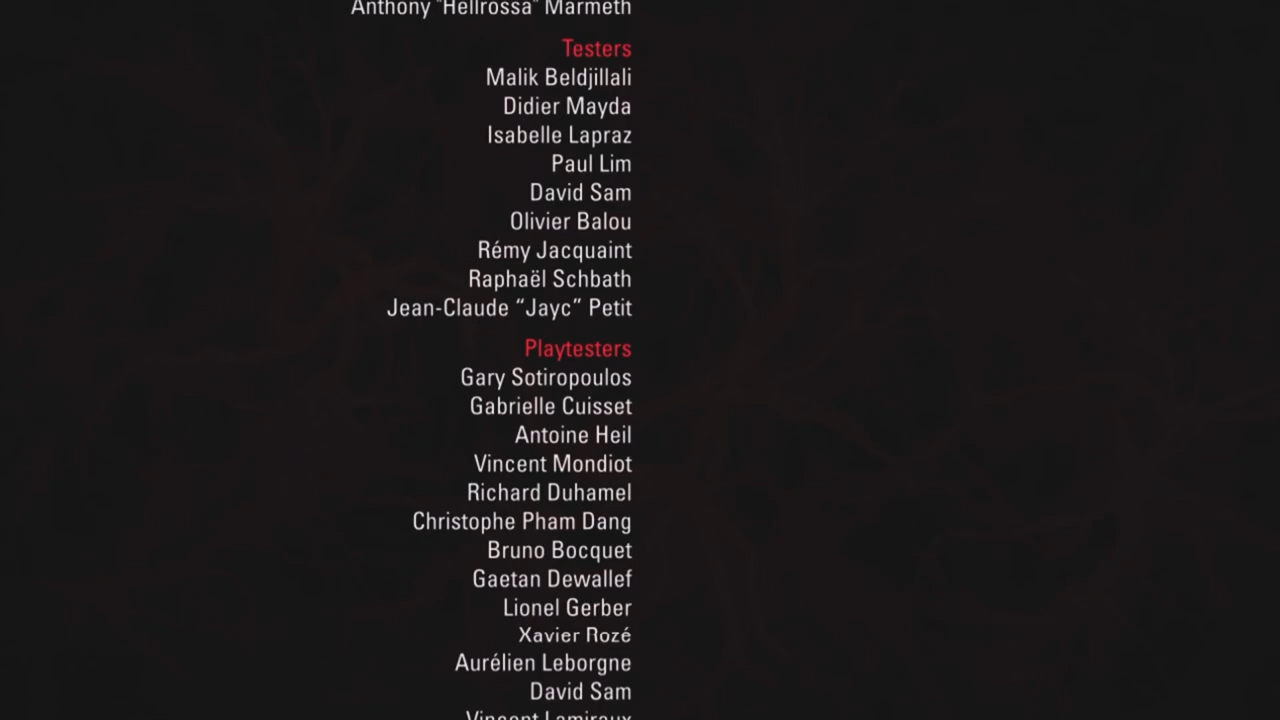 Anthony "Hellrossa" Marmeth
Testers
Malik Beldjillali
Didier Mayda
Isabelle Lapraz
Paul Lim
David Sam
Olivier Balou
Rémy Jacquaint
Raphaël Schbath
Jean-Claude “Jayc” Petit
Playtesters
Gary Sotiropoulos
Gabrielle Cuisset
Antoine Heil
Vincent Mondiot
Richard Duhamel
Christophe Pham Dang
Bruno Bocquet
Gaetan Dewallef
Lionel Gerber
Xavier Rozé
Aurélien Leborgne
David Sam
Vincent Lamiraux